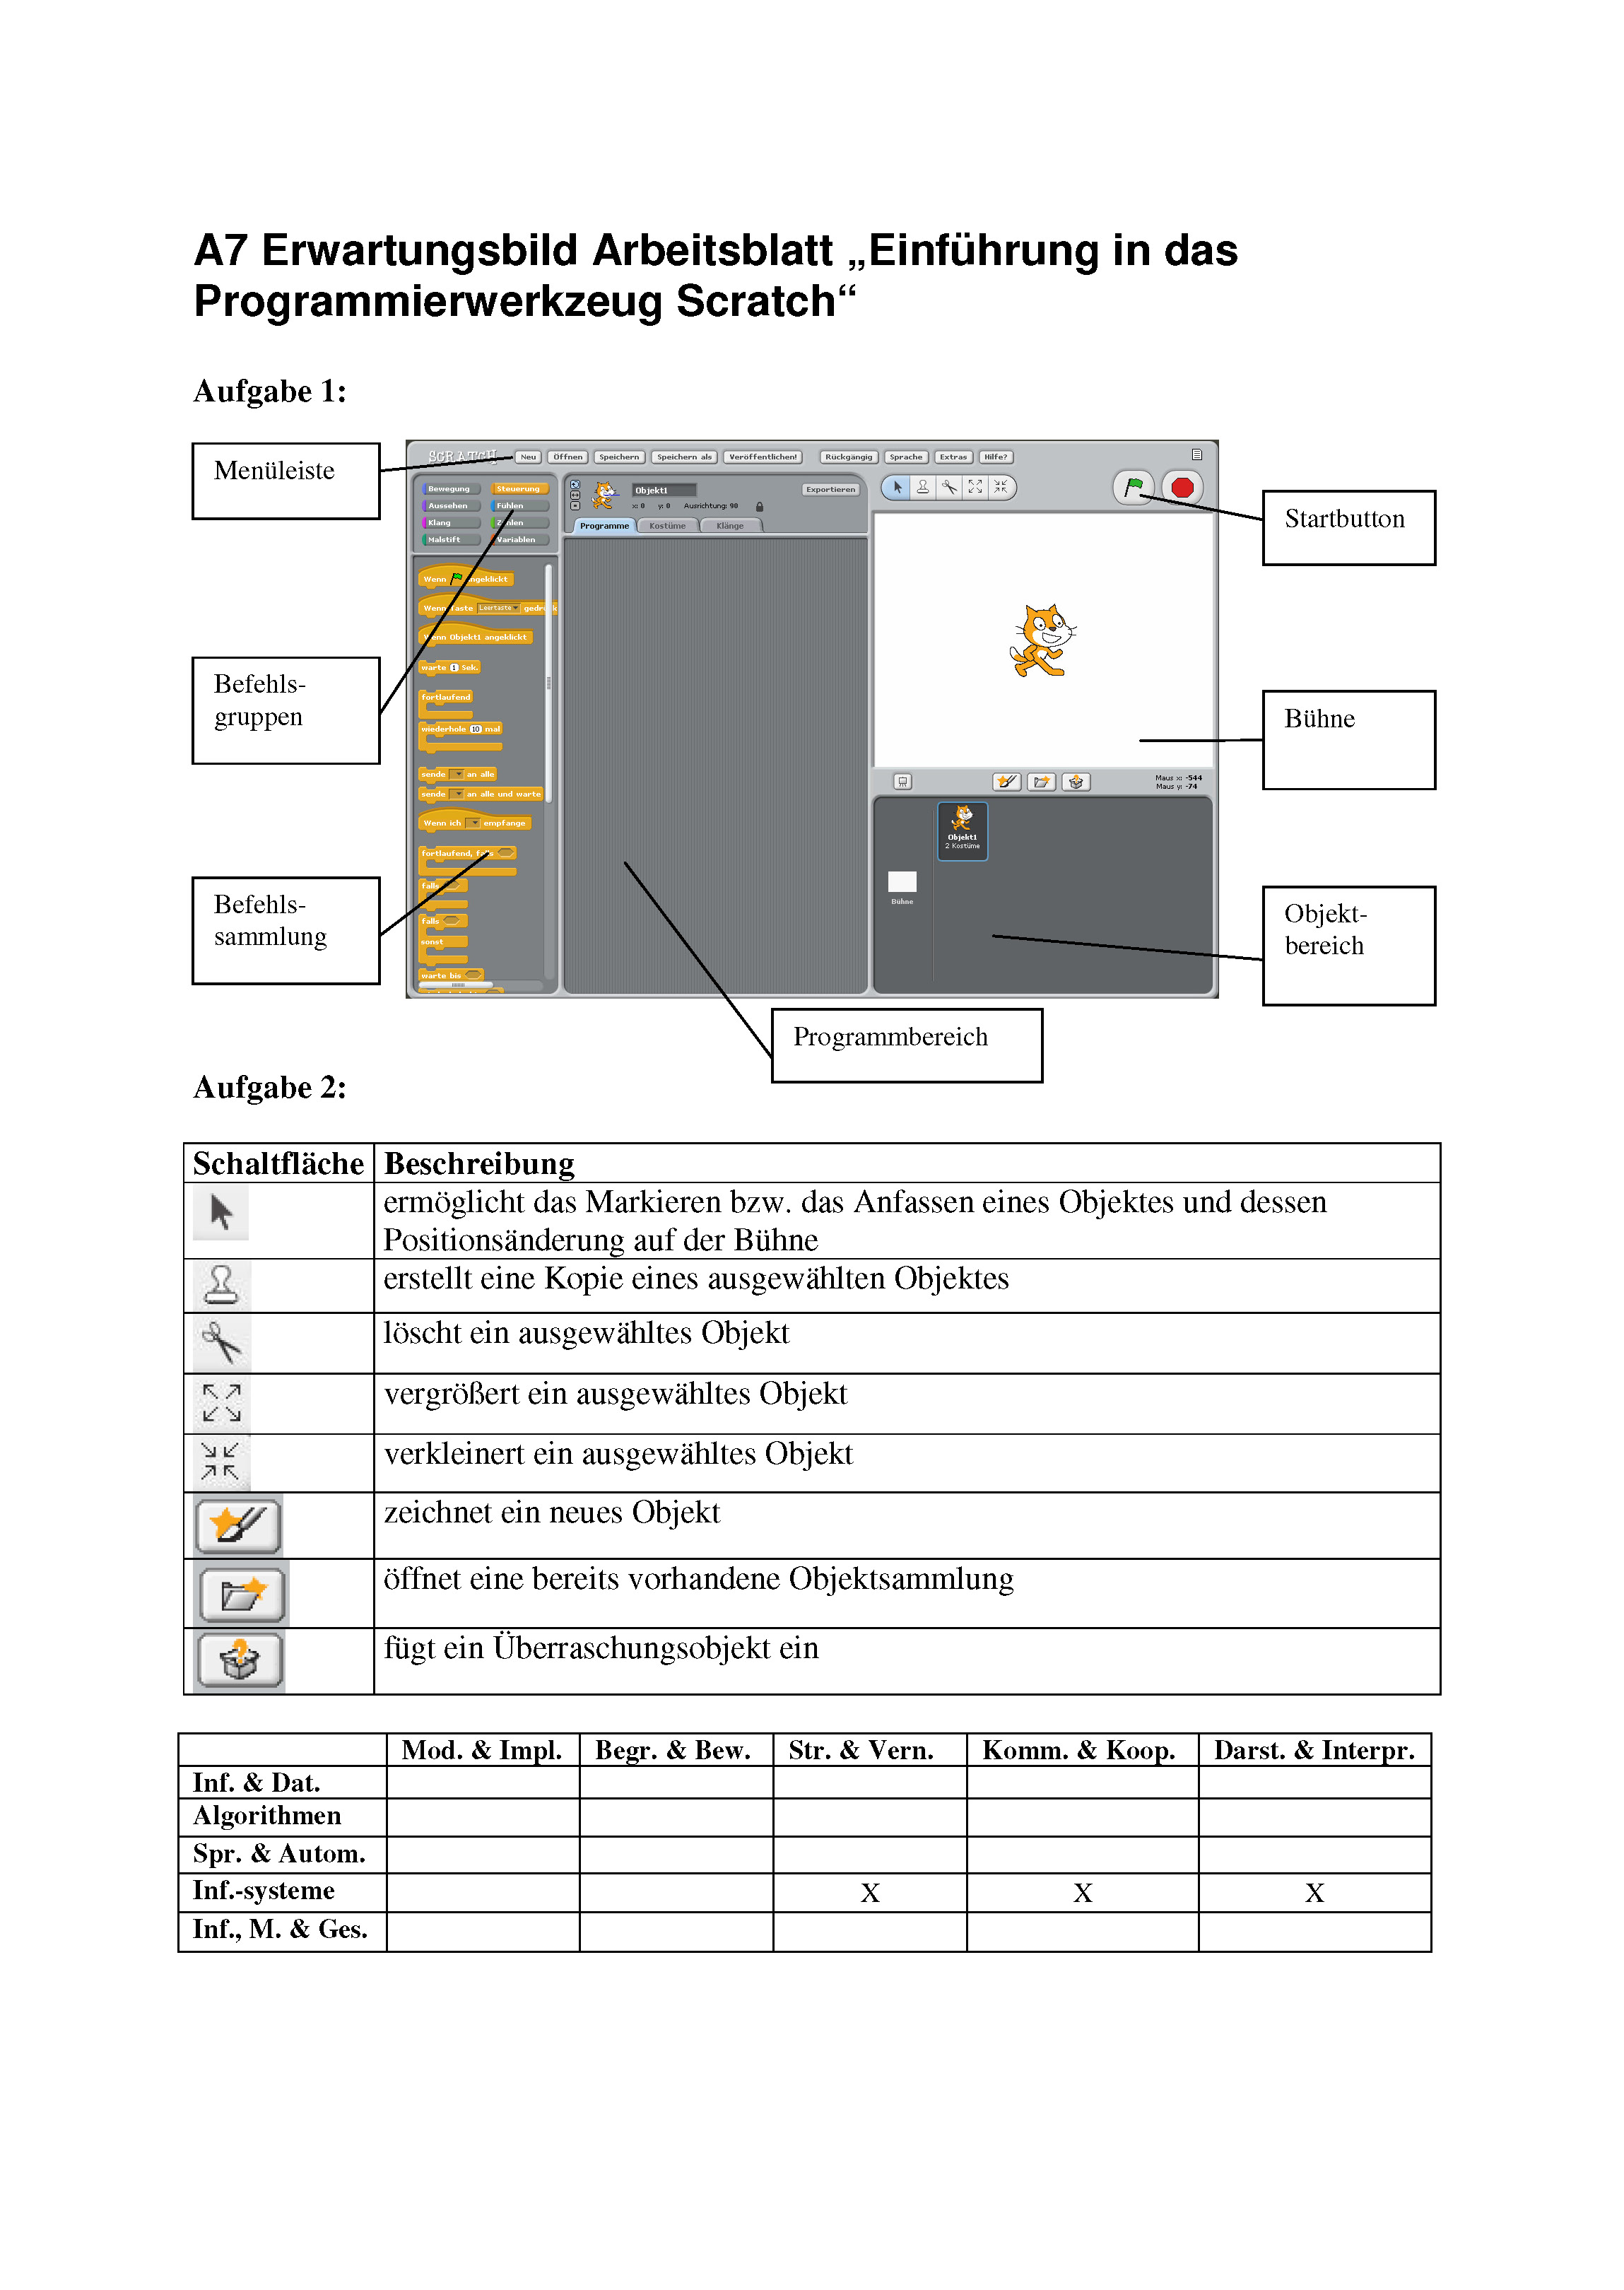 A7 Erwartungsbild Arbeitsblatt „Einführung in das
Programmierwerkzeug Scratch“
Aufgabe 1:
Menüleiste
SCRATCH
Neu Öffnen Speichern Speichern als Veröffentlichen! Rückgängig Sprache Extras Hilfe?
Bewegung Steuerung
Aussehen Fühlen
Klang Zahlen
Malstift Variablen
Objekt1
Exportieren
x: 0 y: 0 Ausrichtung: 90
Programme Kostüme Klänge
Startbutton
Wenn angeklickt
Wenn Taste Leertaste gedrückt
Wenn Objekt1 angeklickt
warte 1 Sek.
fortlaufend
wiederhole 10 mal
sende an alle
sende an alle und warte
Wenn ich empfange
fortlaufend, falls
falls
falls
sonst
warte bis
Befehls-
gruppen
Bühne
Maus x: -544
Maus y: -74
Objekt1
2 Kostüme
Bühne
Befehls-
sammlung
Objekt-
bereich
Programmbereich
Aufgabe 2:
Schaltfläche Beschreibung
ermöglicht das Markieren bzw. das Anfassen eines Objektes und dessen
Positionsänderung auf der Bühne
erstellt eine Kopie eines ausgewählten Objektes
löscht ein ausgewähltes Objekt
vergrößert ein ausgewähltes Objekt
verkleinert ein ausgewähltes Objekt
zeichnet ein neues Objekt
öffnet eine bereits vorhandene Objektsammlung
fügt ein Überraschungsobjekt ein
Mod. & Impl. Begr. & Bew. Str. & Vern. Komm. & Koop. Darst. & Interpr.
Inf. & Dat.
Algorithmen
Spr. & Autom.
Inf.-systeme X X X
Inf., M. & Ges.